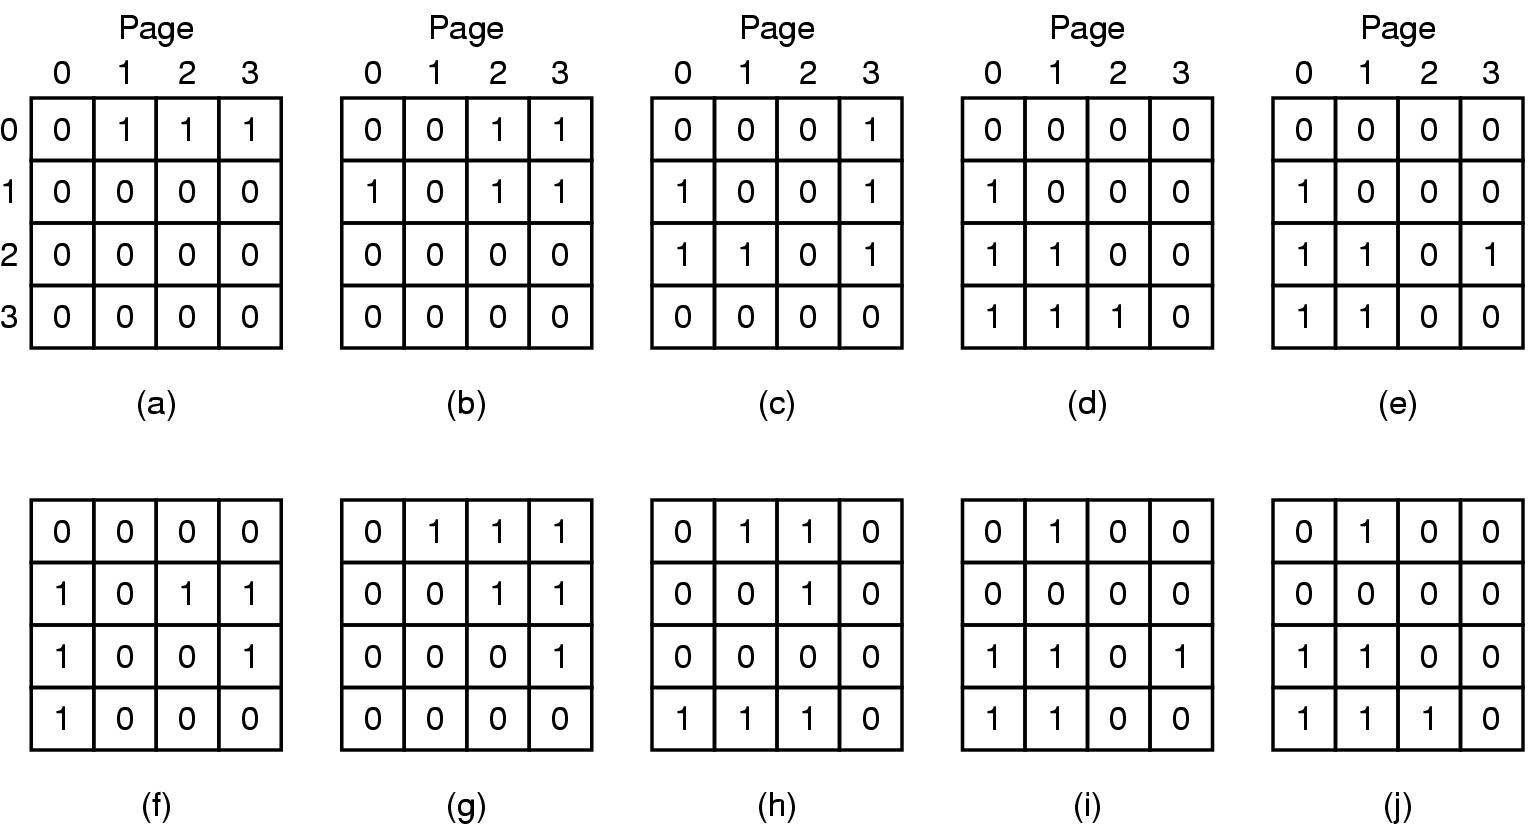 Page Page Page Page Page
0 1 2 3 0 1 2 3 0 1 2 3 0 1 2 3 0 1 2 3
0 0 1 1 1 0 0 1 1 0 0 0 1 0 0 0 0 0 0 0 0
1 0 0 0 0 1 0 1 1 1 0 0 1 1 0 0 0 1 0 0 0
2 0 0 0 0 0 0 0 0 1 1 0 1 1 1 0 0 1 1 0 1
3 0 0 0 0 0 0 0 0 0 0 0 0 1 1 1 0 1 1 0 0
(a) (b) (c) (d) (e)
0 0 0 0 0 1 1 1 0 1 1 0 0 1 0 0 0 1 0 0
1 0 1 1 0 0 1 1 0 0 1 0 0 0 0 0 0 0 0 0
1 0 0 1 0 0 0 1 0 0 0 0 1 1 0 1 1 1 0 0
1 0 0 0 0 0 0 0 1 1 1 0 1 1 0 0 1 1 1 0
(f) (g) (h) (i) (j)